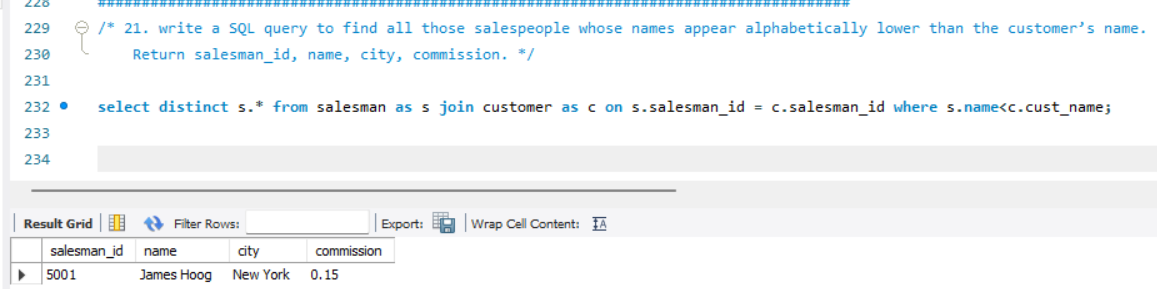 228 ######################################################################################
229 /* 21. write a SQL query to find all those salespeople whose names appear alphabetically lower than the customer’s name.
230 Return salesman_id, name, city, commission. */
231
232 select distinct s.* from salesman as s join customer as c on s.salesman_id = c.salesman_id where s.name<c.cust_name;
233
234
Result Grid Filter Rows: Export: Wrap Cell Content: IA
salesman_id name city commission
5001 James Hoog New York 0.15